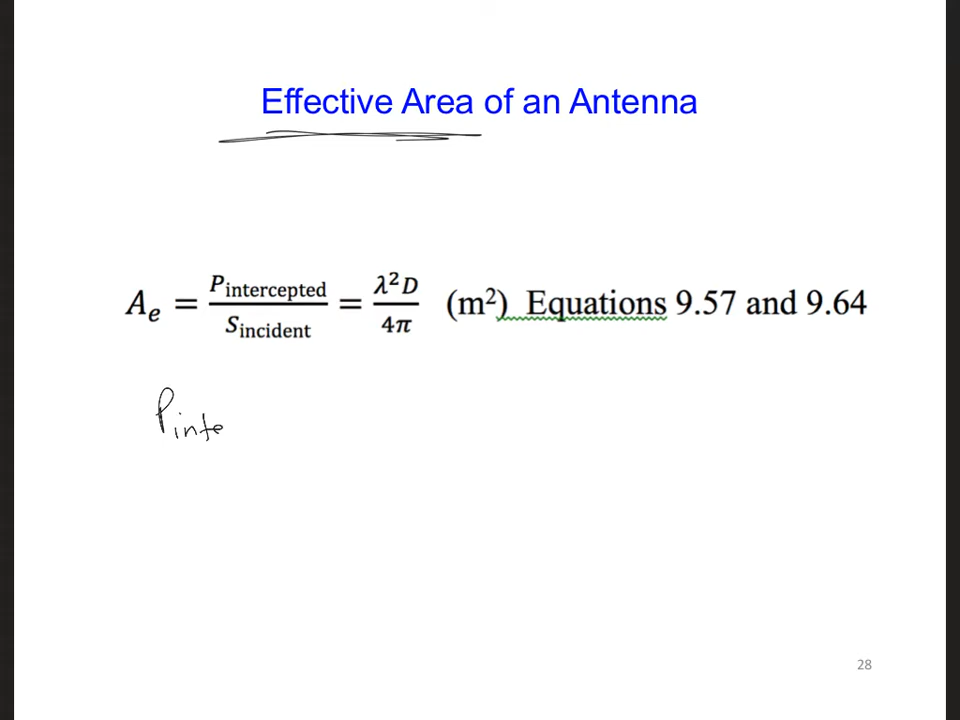 Effective Area of an Antenna
A_e = P_intercepted / S_incident = λ²D / 4π (m²) Equations 9.57 and 9.64
P_inte
28